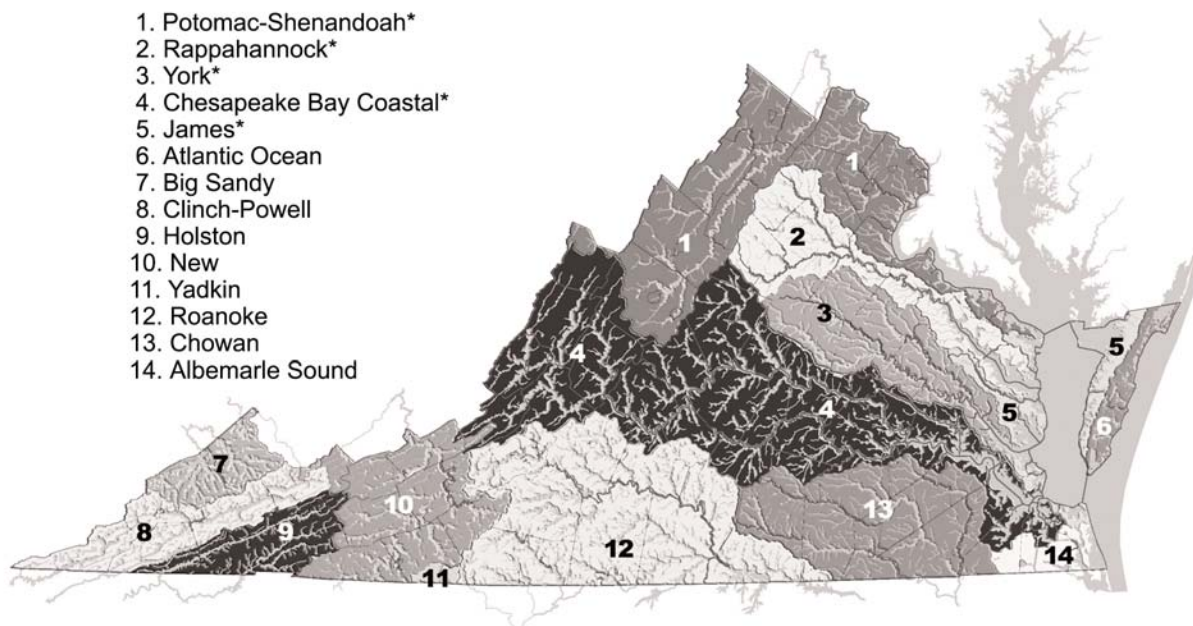 1. Potomac-Shenandoah*
2. Rappahannock*
3. York*
4. Chesapeake Bay Coastal*
5. James*
6. Atlantic Ocean
7. Big Sandy
8. Clinch-Powell
9. Holston
10. New
11. Yadkin
12. Roanoke
13. Chowan
14. Albemarle Sound
1
2
1
3
5
4
4
5
6
7
10
13
8
9
12
14
11